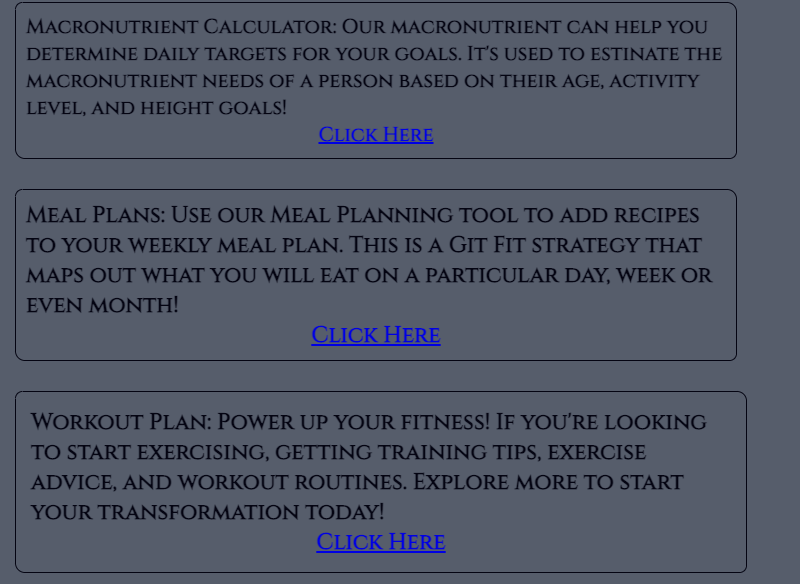 Macronutrient Calculator: Our macronutrient can help you
determine daily targets for your goals. It's used to estinate the
macronutrient needs of a person based on their age, activity
level, and height goals!
Click Here
Meal Plans: Use our Meal Planning tool to add recipes
to your weekly meal plan. This is a Git Fit strategy that
maps out what you will eat on a particular day, week or
even month!
Click Here
Workout Plan: Power up your fitness! If you're looking
to start exercising, getting training tips, exercise
advice, and workout routines. Explore more to start
your transformation today!
Click Here